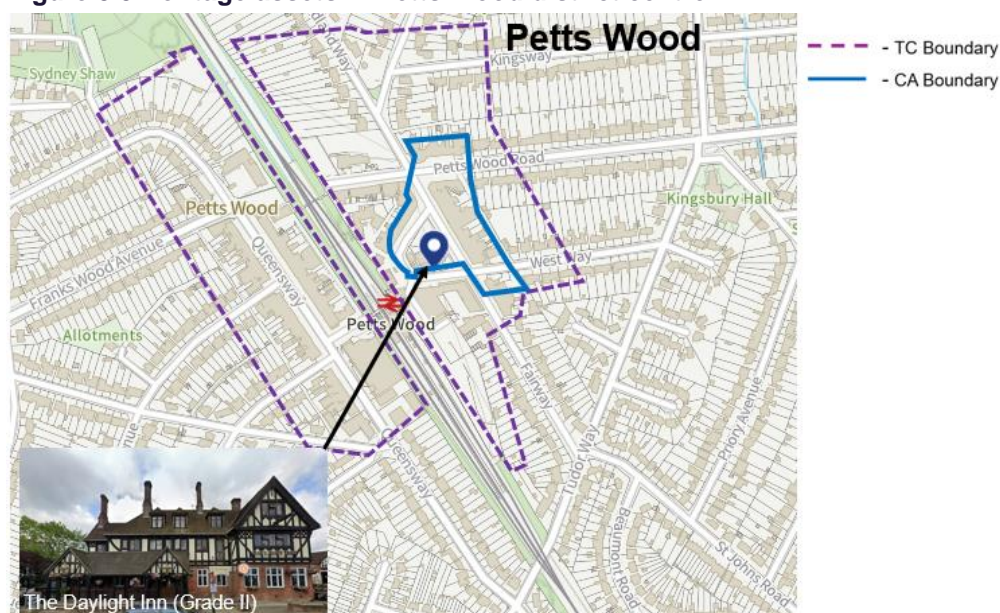 Petts Wood
- TC Boundary
- CA Boundary
Sydney Shaw
Kingsway
Petts Wood Road
Petts Wood
Kingsbury Hall
Franks Wood Avenue
Queensway
West Way
Petts Wood
Allotments
Fairway
Queensway
Tudor Way
Priory Avenue
Beaumont Road
St Johns Road
The Daylight Inn (Grade II)